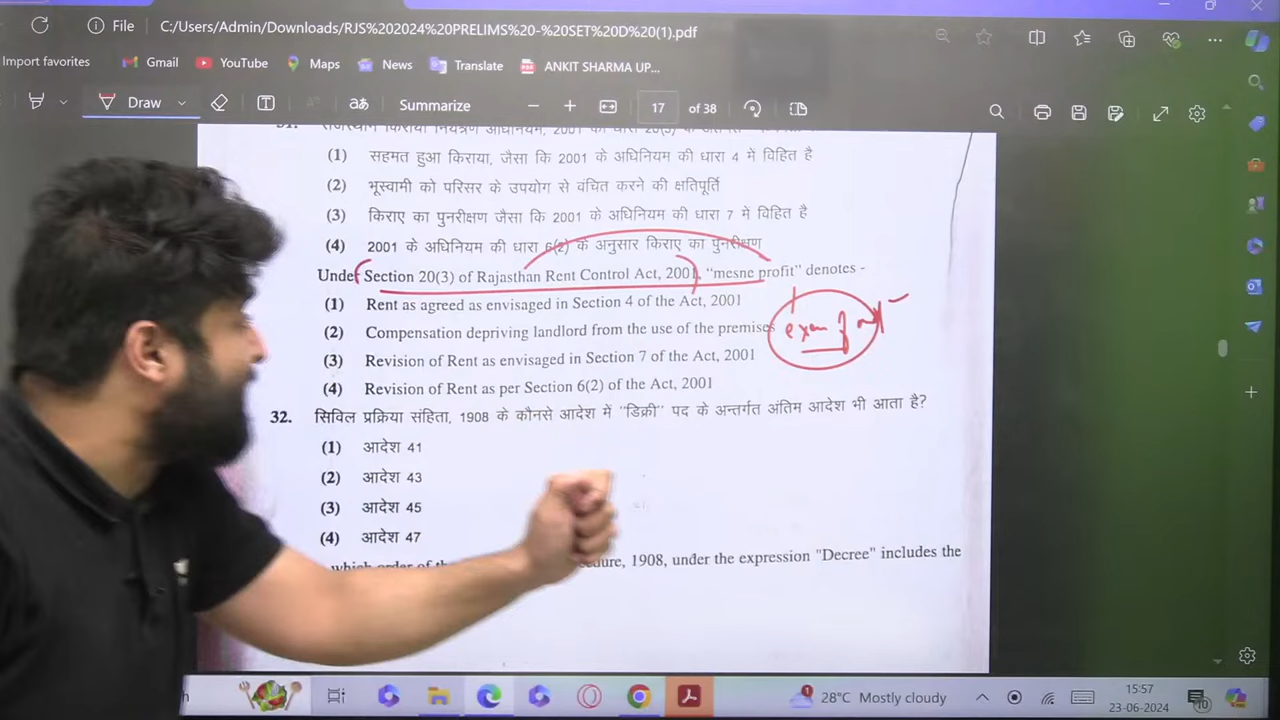 File C:/Users/Admin/Downloads/RJS%202024%20PRELIMS%20-%20SET%20D%20(1).pdf
Import favorites Gmail YouTube Maps News Translate ANKIT SHARMA UP...
Draw aあ Summarize 17 of 38
(1) सहमत हुआ किराया, जैसा कि 2001 के अधिनियम की धारा 4 में विहित है
(2) भूस्वामी को परिसर के उपयोग से वंचित करने की क्षतिपूर्ति
(3) किराए का पुनरीक्षण जैसा कि 2001 के अधिनियम की धारा 7 में विहित है
(4) 2001 के अधिनियम की धारा 6(2) के अनुसार किराए का पुनरीक्षण
Under Section 20(3) of Rajasthan Rent Control Act, 2001, "mesne profit" denotes -
(1) Rent as agreed as envisaged in Section 4 of the Act, 2001
(2) Compensation depriving landlord from the use of the premises
(3) Revision of Rent as envisaged in Section 7 of the Act, 2001
(4) Revision of Rent as per Section 6(2) of the Act, 2001
32. सिविल प्रक्रिया संहिता, 1908 के कौनसे आदेश में "डिक्री" पद के अन्तर्गत अंतिम आदेश भी आता है?
(1) आदेश 41
(2) आदेश 43
(3) आदेश 45
(4) आदेश 47
which order of 1908, under the expression "Decree" includes the
28°C Mostly cloudy 15:57
23-06-2024